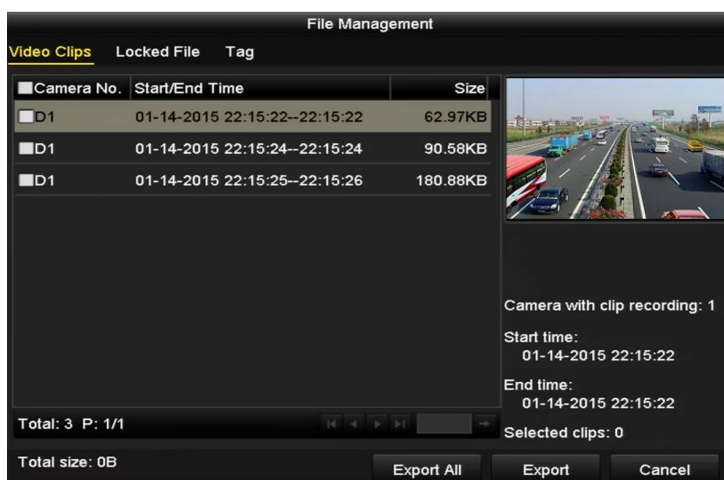 File Management
Video Clips Locked File Tag
Camera No. Start/End Time Size
D1 01-14-2015 22:15:22--22:15:22 62.97KB
D1 01-14-2015 22:15:24--22:15:24 90.58KB
D1 01-14-2015 22:15:25--22:15:26 180.88KB
Camera with clip recording: 1
Start time:
01-14-2015 22:15:22
End time:
01-14-2015 22:15:22
Selected clips: 0
Total: 3 P: 1/1
Total size: 0B
Export All Export Cancel